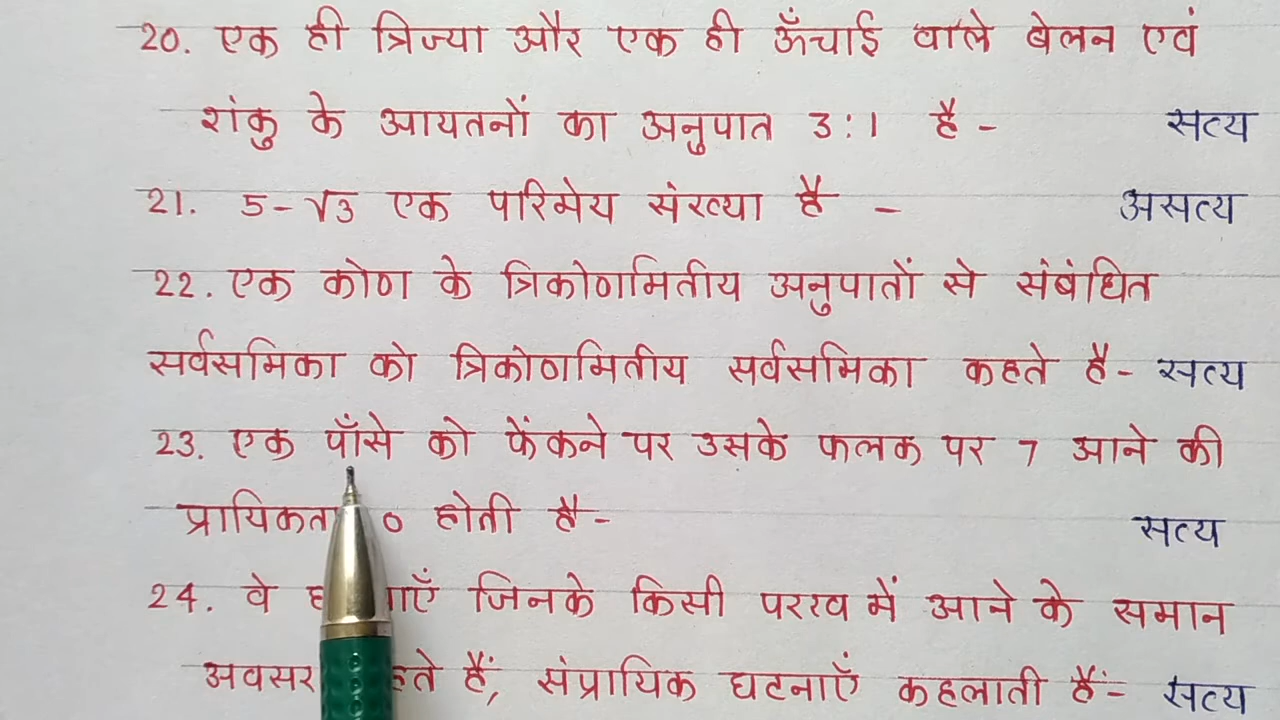 20. एक ही त्रिज्या और एक ही ऊँचाई वाले बेलन एवं
शंकु के आयतनों का अनुपात 3:1 है - सत्य
21. 5-√3 एक परिमेय संख्या है - असत्य
22. एक कोण के त्रिकोणमितीय अनुपातों से संबंधित
सर्वसमिका को त्रिकोणमितीय सर्वसमिका कहते है- सत्य
23. एक पाँसे को फेंकने पर उसके फलक पर 7 आने की
प्रायिकता 0 होती है- सत्य
24. वे जिनके किसी परख में आने के समान
अवसर हैं, संप्रायिक घटनाएँ कहलाती हैं- सत्य